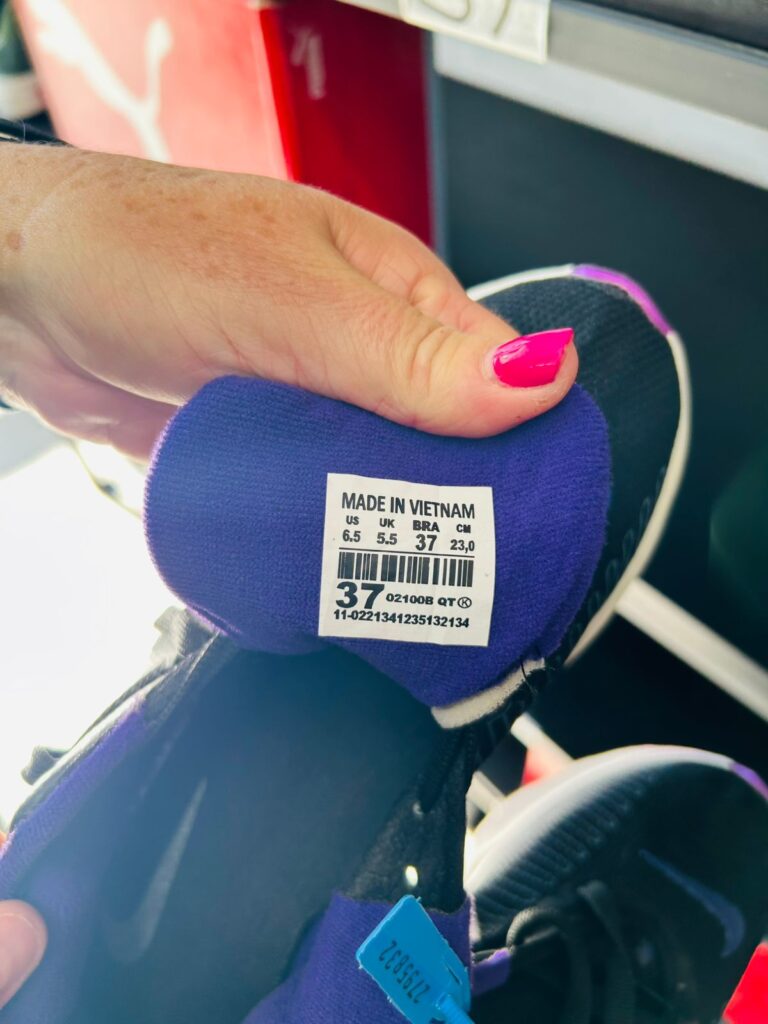 MADE IN VIETNAM
US UK BRA CM
6.5 5.5 37 23,0
37 02100B QT Ⓚ
11-0221341235132134
2795832